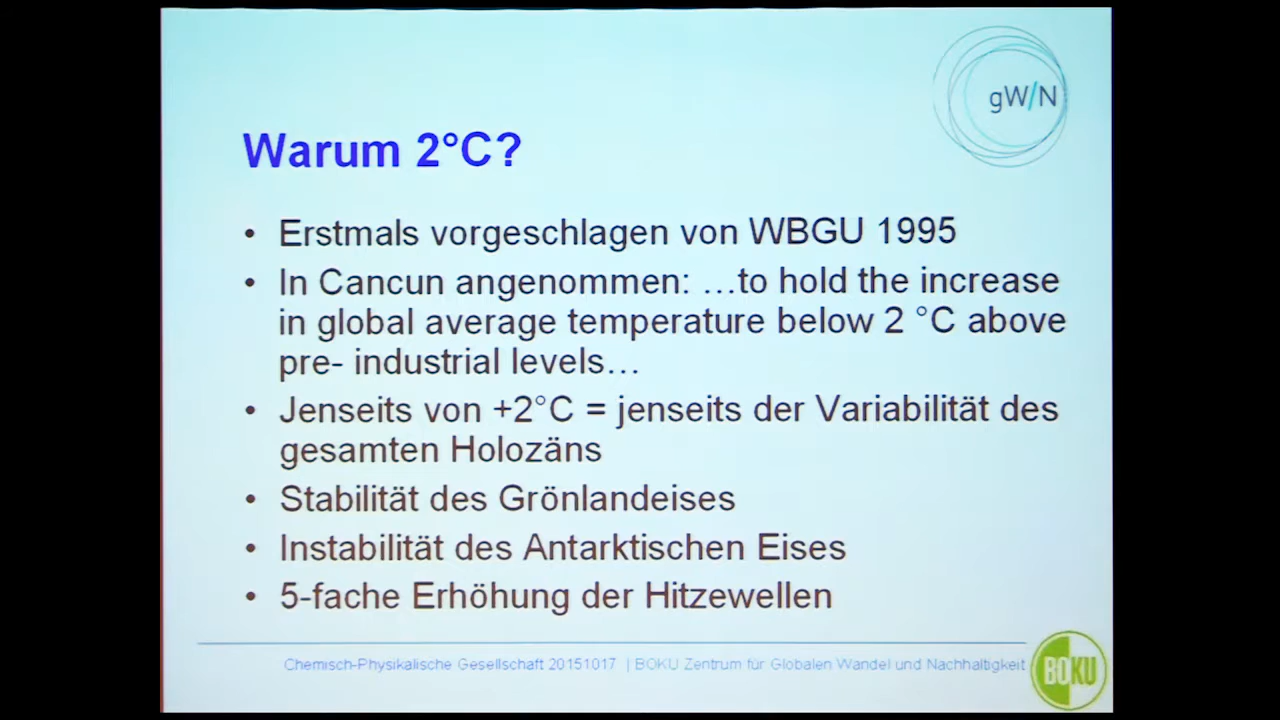 gW/N
Warum 2°C?
• Erstmals vorgeschlagen von WBGU 1995
• In Cancun angenommen: …to hold the increase
in global average temperature below 2 °C above
pre- industrial levels…
• Jenseits von +2°C = jenseits der Variabilität des
gesamten Holozäns
• Stabilität des Grönlandeises
• Instabilität des Antarktischen Eises
• 5-fache Erhöhung der Hitzewellen
Chemisch-Physikalische Gesellschaft 20151017 | BOKU Zentrum für Globalen Wandel und Nachhaltigkeit
BOKU